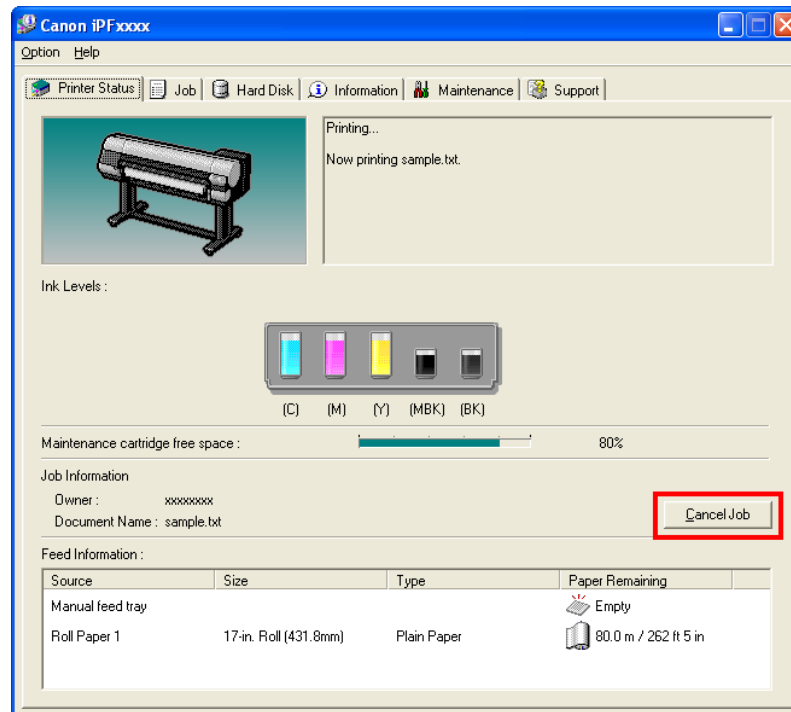 Canon iPFxxxx
Option Help
Printer Status Job Hard Disk Information Maintenance Support
Printing...
Now printing sample.txt.
Ink Levels :
(C) (M) (Y) (MBK) (BK)
Maintenance cartridge free space : 80%
Job Information
Owner : xxxxxxxx
Document Name : sample.txt
Cancel Job
Feed Information :
Source Size Type Paper Remaining
Manual feed tray Empty
Roll Paper 1 17-in. Roll (431.8mm) Plain Paper 80.0 m / 262 ft 5 in